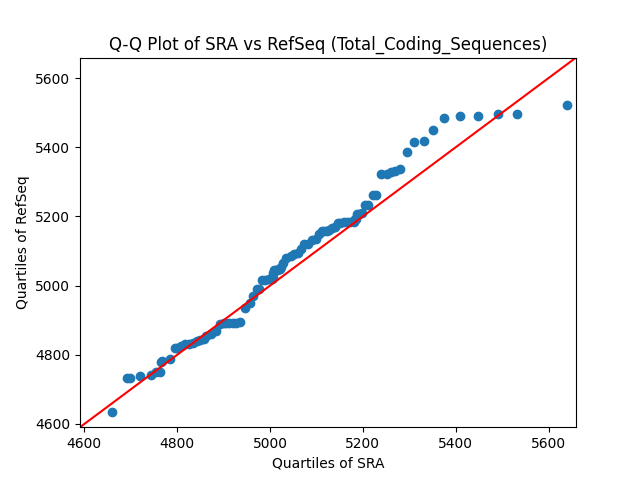 Q-Q Plot of SRA vs RefSeq (Total_Coding_Sequences)
Quartiles of RefSeq
5600
5400
5200
5000
4800
4600
4600 4800 5000 5200 5400 5600
Quartiles of SRA